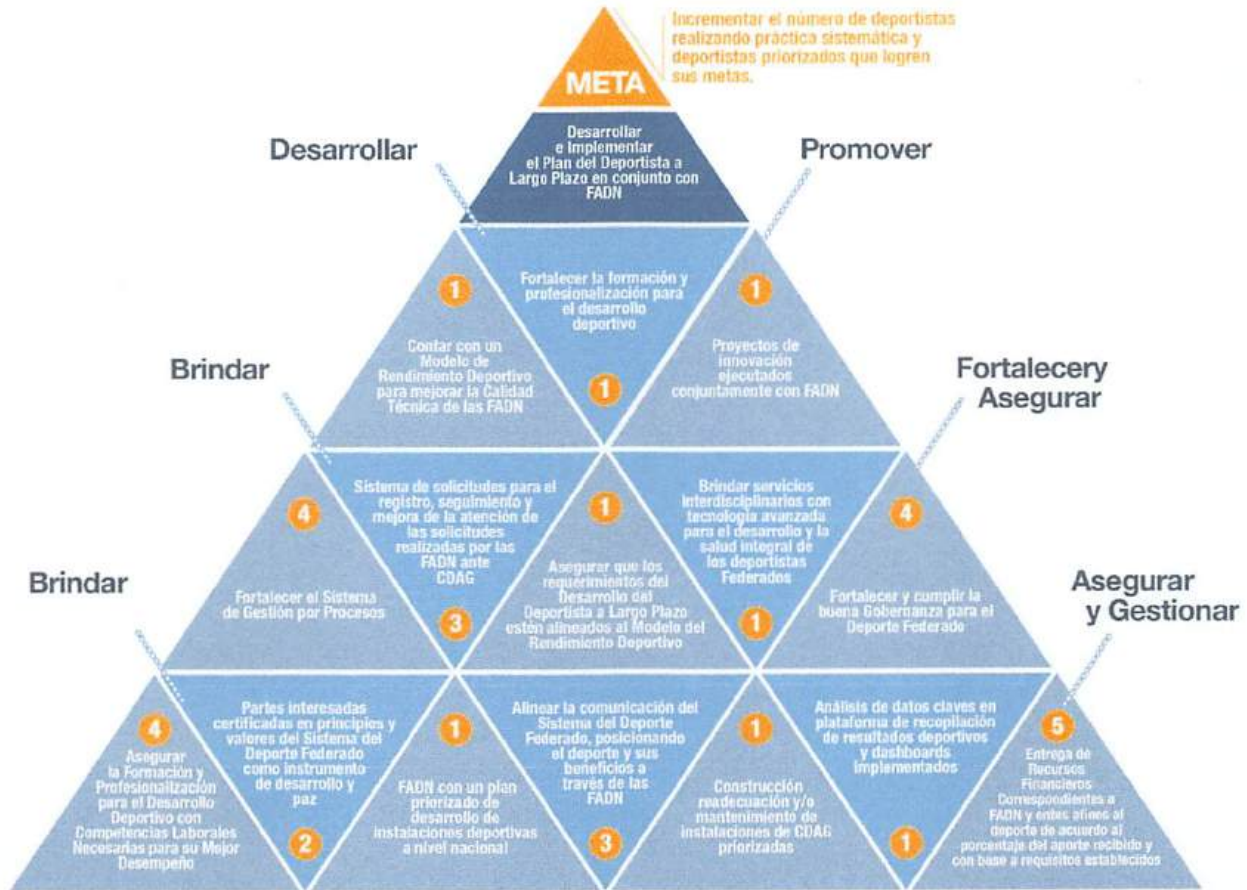 Incrementar el número de deportistas
realizando práctica sistemática y
deportistas priorizados que logren
sus metas.
META
Desarrollar
e Implementar
el Plan del Deportista a
Largo Plazo en conjunto con
FADN
Desarrollar
Promover
1
Contar con un
Modelo de
Rendimiento Deportivo
para mejorar la Calidad
Técnica de las FADN
Fortalecer la formación y
profesionalización para
el desarrollo
deportivo
1
1
Proyectos de
innovación
ejecutados
conjuntamente con FADN
Brindar
Fortalecery
Asegurar
4
Fortalecer el Sistema
de Gestión por Procesos
Sistema de solicitudes para el
registro, seguimiento y
mejora de la atención de
las solicitudes
realizadas por las
FADN ante
CDAG
3
1
Asegurar que los
requerimientos del
Desarrollo del
Deportista a Largo Plazo
estén alineados al Modelo del
Rendimiento Deportivo
Brindar servicios
interdisciplinarios con
tecnología avanzada
para el desarrollo y la
salud integral de
los deportistas
Federados
1
4
Fortalecer y cumplir la
buena Gobernanza para el
Deporte Federado
Brindar
Asegurar
y Gestionar
4
Asegurar
la Formación y
Profesionalización
para el Desarrollo
Deportivo con
Competencias Laborales
Necesarias para su Mejor
Desempeño
Partes interesadas
certificadas en principios y
valores del Sistema del
Deporte Federado
como instrumento
de desarrollo y
paz
2
1
FADN con un plan
priorizado de
desarrollo de
instalaciones deportivas
a nivel nacional
Alinear la comunicación del
Sistema del Deporte
Federado, posicionando
el deporte y sus
beneficios a
través de las
FADN
3
1
Construcción
readecuación y/o
mantenimiento de
instalaciones de CDAG
priorizadas
Análisis de datos claves en
plataforma de recopilación
de resultados deportivos
y dashboards
implementados
1
5
Entrega de
Recursos
Financieros
Correspondientes a
FADN y entes afines al
deporte de acuerdo al
porcentaje del aporte recibido y
con base a requisitos establecidos